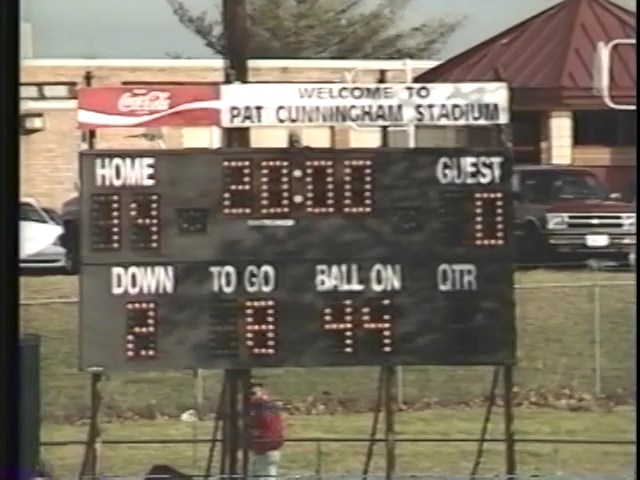 Coca-Cola
WELCOME TO
PAT CUNNINGHAM STADIUM
HOME 20:00 GUEST
34 0
DOWN TO GO BALL ON QTR
2 8 44